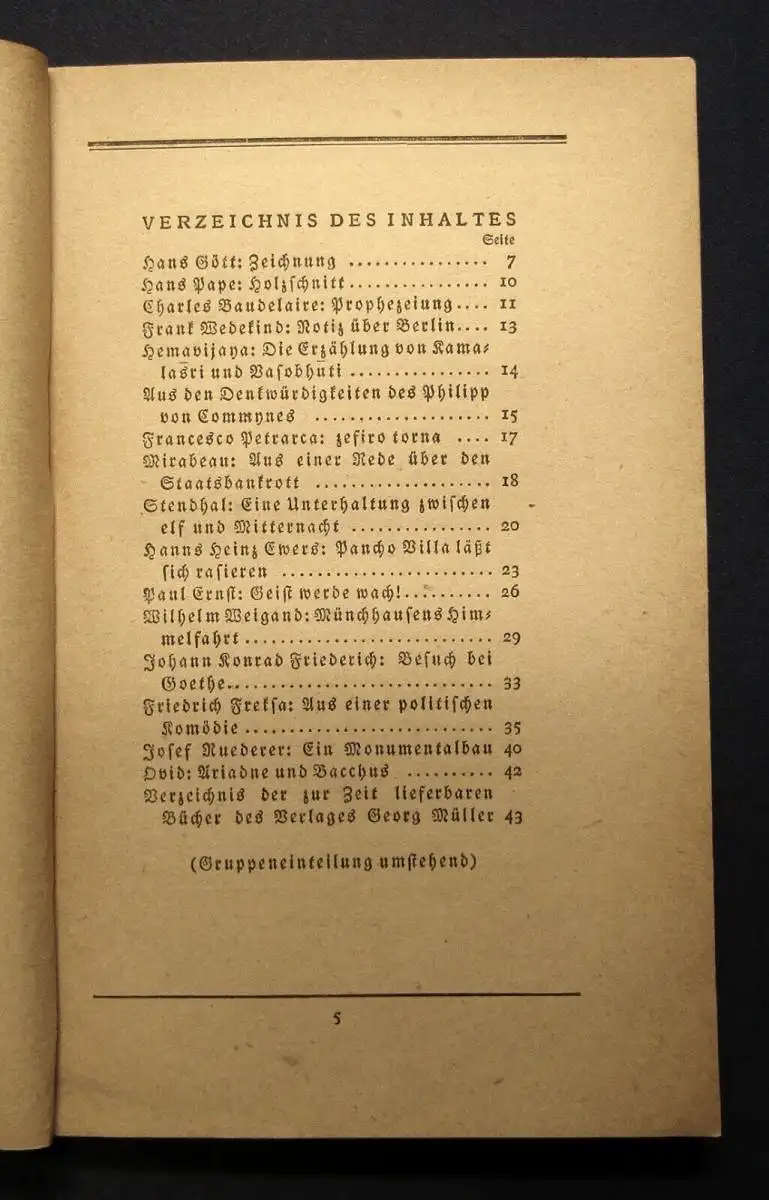 VERZEICHNIS DES INHALTES
Seite
Hans Gött: Zeichnung ................ 7
Hans Pape: Holzschnitt................ 10
Charles Baudelaire: Prophezeiung.... 11
Frank Wedekind: Notiz über Berlin.... 13
Hemavijaya: Die Erzählung von Kama⸗
laśri und Vasobhūti ................ 14
Aus den Denkwürdigkeiten des Philipp
von Commynes .................... 15
Francesco Petrarca: zefiro torna .... 17
Mirabeau: Aus einer Rede über den
Staatsbankrott .................... 18
Stendhal: Eine Unterhaltung zwischen
elf und Mitternacht ................ 20
Hanns Heinz Ewers: Pancho Villa läßt
sich rasieren ........................ 23
Paul Ernst: Geist werde wach!.......... 26
Wilhelm Weigand: Münchhausens Him⸗
melfahrt ............................ 29
Johann Konrad Friederich: Besuch bei
Goethe.............................. 33
Friedrich Freksa: Aus einer politischen
Komödie ............................ 35
Josef Ruederer: Ein Monumentalbau 40
Ovid: Ariadne und Bacchus .......... 42
Verzeichnis der zur Zeit lieferbaren
Bücher des Verlages Georg Müller 43
(Gruppeneinteilung umstehend)
5